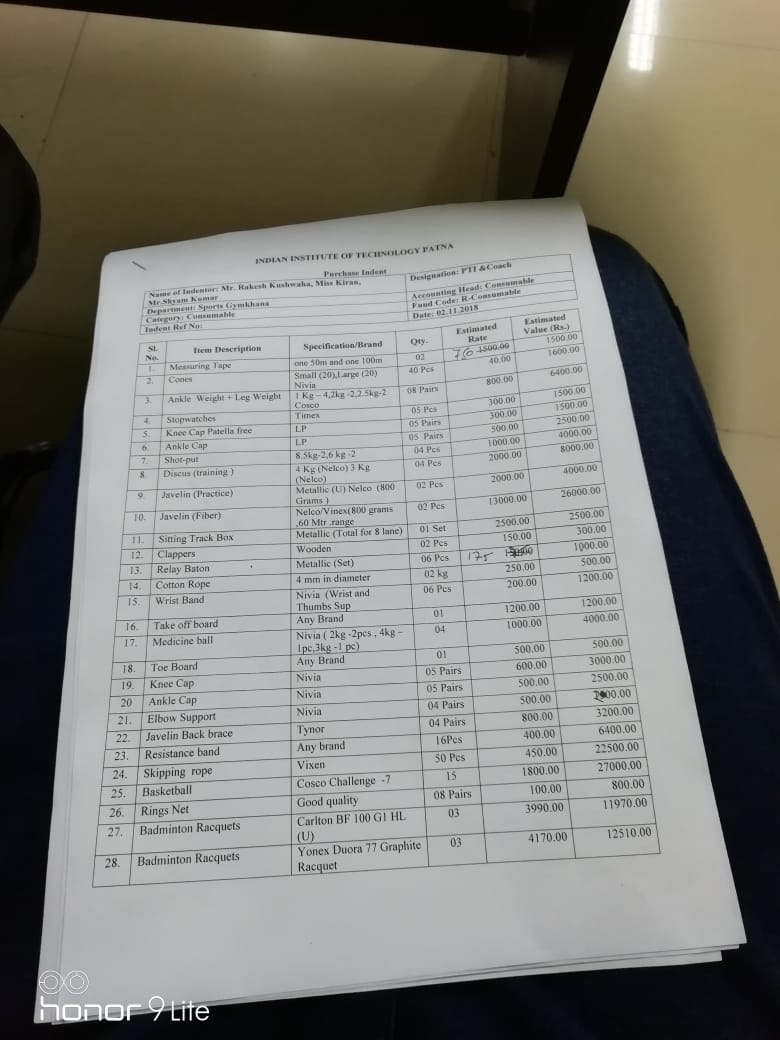 INDIAN INSTITUTE OF TECHNOLOGY PATNA
Purchase Indent
Name of Indentor: Mr. Rakesh Kushwaha, Miss Kiran, Mr.Shyam Kumar
Designation: PTI &Coach
Department: Sports Gymkhana
Accounting Head: Consumable
Category: Consumable
Fund Code: R-Consumable
Indent Ref No:
Date: 02.11.2018
Sl. No. Item Description Specification/Brand Qty. Estimated Rate Estimated Value (Rs.)
1. Measuring Tape one 50m and one 100m 02 1500.00 1500.00
2. Cones Small (20),Large (20) Nivia 40 Pcs 40.00 1600.00
3. Ankle Weight + Leg Weight 1 Kg – 4,2kg -2,2.5kg-2 Cosco 08 Pairs 800.00 6400.00
4. Stopwatches Timex 05 Pcs 300.00 1500.00
5. Knee Cap Patella free LP 05 Pairs 300.00 1500.00
6. Ankle Cap LP 05 Pairs 500.00 2500.00
7. Shot-put 8.5kg-2,6 kg -2 04 Pcs 1000.00 4000.00
8. Discus (training ) 4 Kg (Nelco) 3 Kg (Nelco) 04 Pcs 2000.00 8000.00
9. Javelin (Practice) Metallic (U) Nelco (800 Grams ) 02 Pcs 2000.00 4000.00
10. Javelin (Fiber) Nelco/Vinex(800 grams ,60 Mtr .range 02 Pcs 13000.00 26000.00
11. Sitting Track Box Metallic (Total for 8 lane) 01 Set 2500.00 2500.00
12. Clappers Wooden 02 Pcs 150.00 300.00
13. Relay Baton Metallic (Set) 06 Pcs 175 1000.00
14. Cotton Rope 4 mm in diameter 02 kg 250.00 500.00
15. Wrist Band Nivia (Wrist and Thumbs Sup 06 Pcs 200.00 1200.00
16. Take off board Any Brand 01 1200.00 1200.00
17. Medicine ball Nivia ( 2kg -2pcs , 4kg – 1pc,3kg -1 pc) 04 1000.00 4000.00
18. Toe Board Any Brand 01 500.00 500.00
19. Knee Cap Nivia 05 Pairs 600.00 3000.00
20 Ankle Cap Nivia 05 Pairs 500.00 2500.00
21. Elbow Support Nivia 04 Pairs 500.00
22. Javelin Back brace Tynor 04 Pairs 800.00 3200.00
23. Resistance band Any brand 16Pcs 400.00 6400.00
24. Skipping rope Vixen 50 Pcs 450.00 22500.00
25. Basketball Cosco Challenge -7 15 1800.00 27000.00
26. Rings Net Good quality 08 Pairs 100.00 800.00
27. Badminton Racquets Carlton BF 100 G1 HL (U) 03 3990.00 11970.00
28. Badminton Racquets Yonex Duora 77 Graphite Racquet 03 4170.00 12510.00
honor 9 Lite